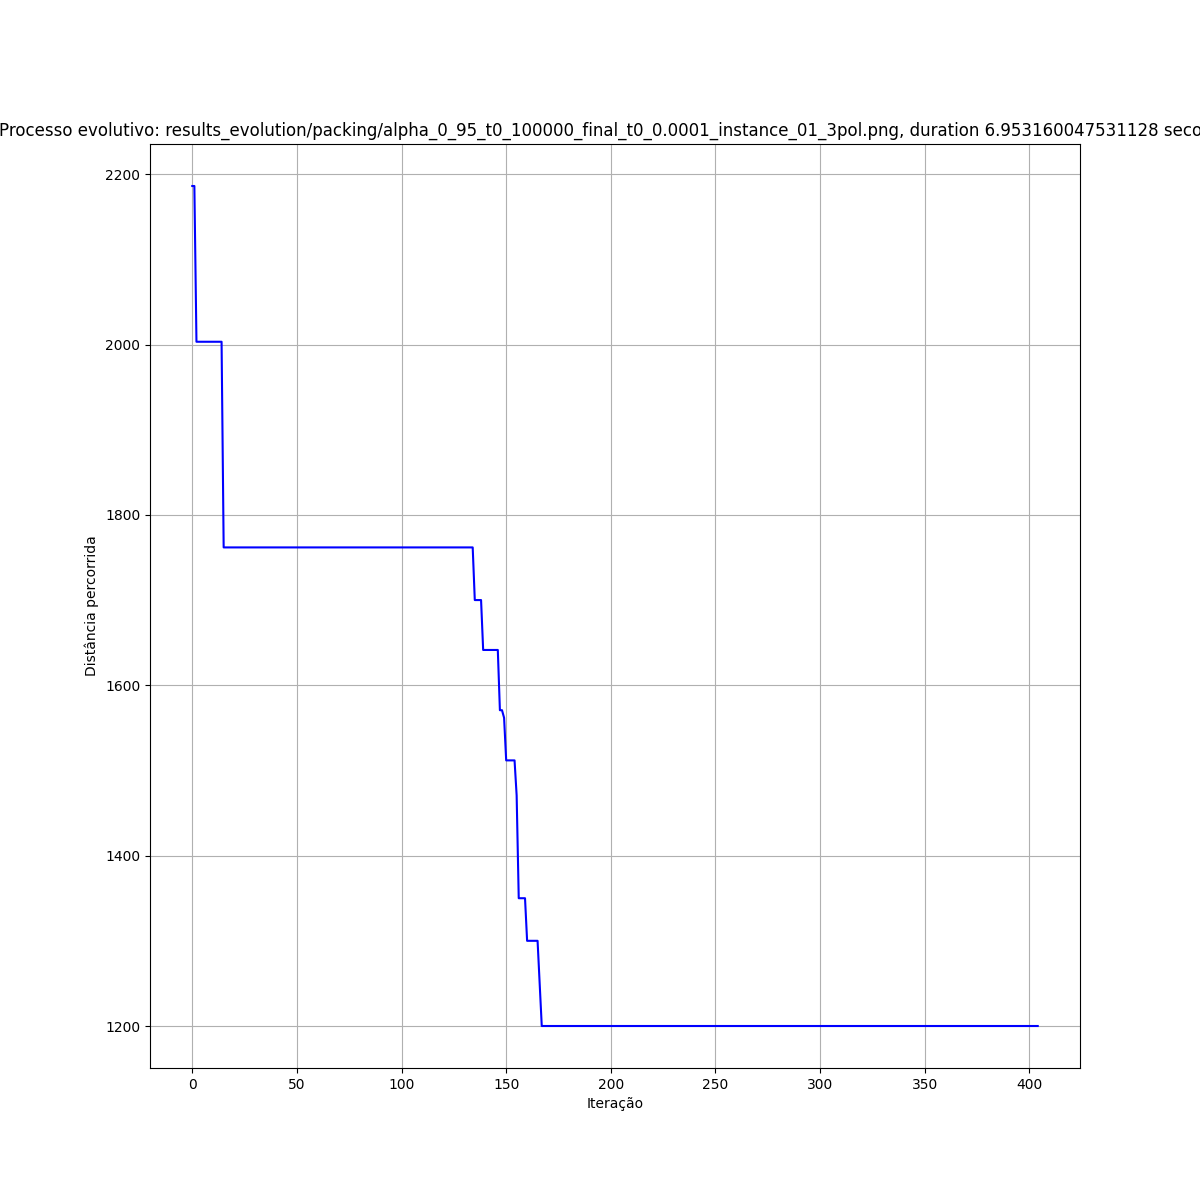 Processo evolutivo: results_evolution/packing/alpha_0_95_t0_100000_final_t0_0.0001_instance_01_3pol.png, duration 6.953160047531128 seco
2200
2000
1800
1600
1400
1200
Distância percorrida
0 50 100 150 200 250 300 350 400
Iteração